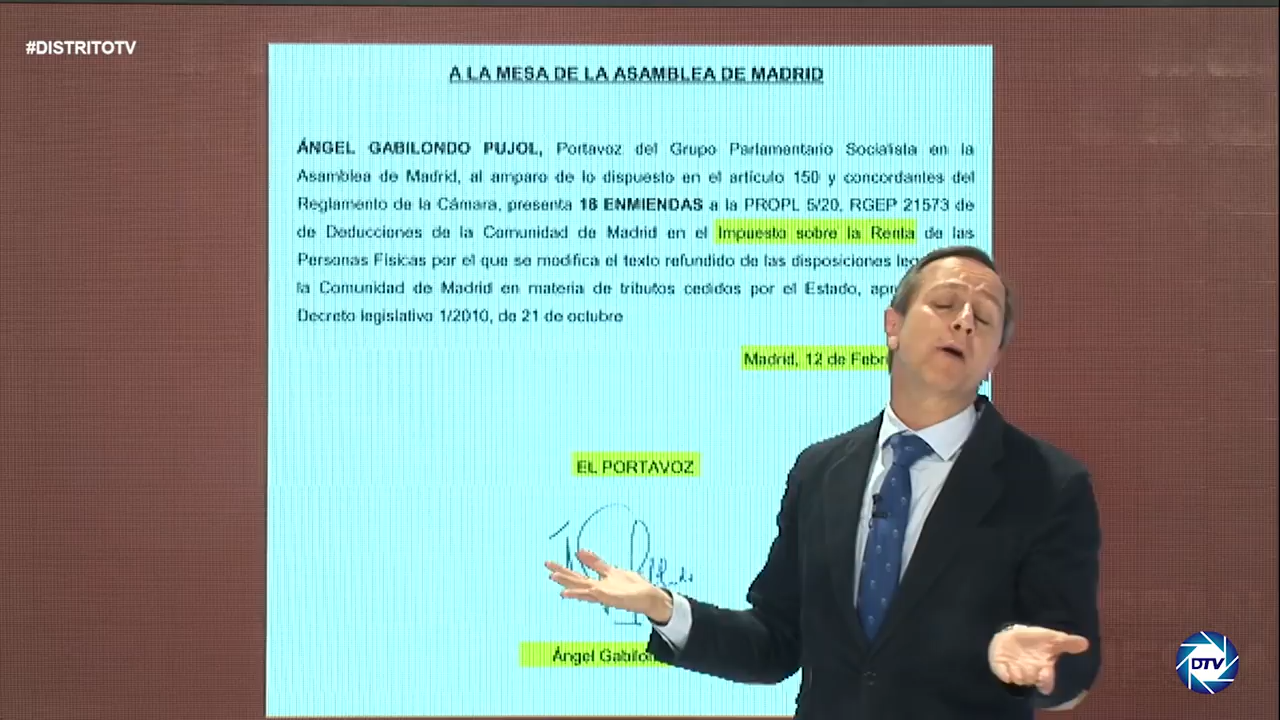 #DISTRITOTV
A LA MESA DE LA ASAMBLEA DE MADRID
ÁNGEL GABILONDO PUJOL, Portavoz del Grupo Parlamentario Socialista en la
Asamblea de Madrid, al amparo de lo dispuesto en el artículo 150 y concordantes del
Reglamento de la Cámara, presenta 18 ENMIENDAS a la PROPL 5/20, RGEP 21573 de
de Deducciones de la Comunidad de Madrid en el Impuesto sobre la Renta de las
Personas Físicas por el que se modifica el texto refundido de las disposiciones
la Comunidad de Madrid en materia de tributos cedidos por el Estado,
Decreto legislativo 1/2010, de 21 de octubre
Madrid, 12 de
EL PORTAVOZ
Ángel
DTV